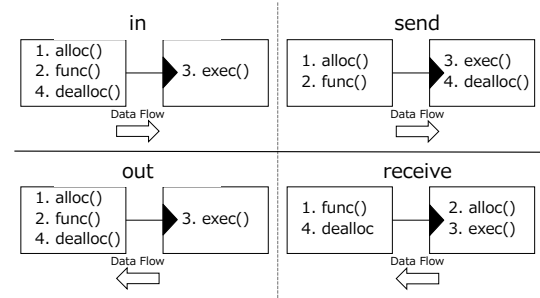 in
1. alloc()
2. func()
4. dealloc()
3. exec()
Data Flow
send
1. alloc()
2. func()
3. exec()
4. dealloc()
Data Flow
out
1. alloc()
2. func()
4. dealloc()
3. exec()
Data Flow
receive
1. func()
4. dealloc
2. alloc()
3. exec()
Data Flow